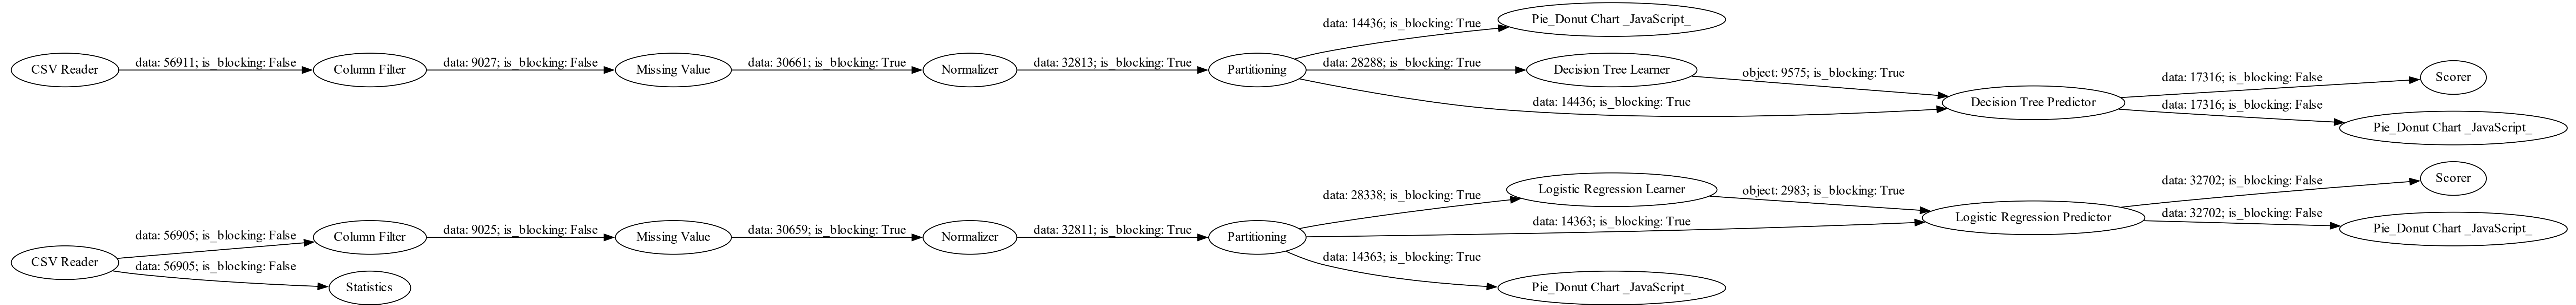 data: 14436; is_blocking: True
Pie_Donut Chart _JavaScript_
CSV Reader
data: 56911; is_blocking: False
Column Filter
data: 9027; is_blocking: False
Missing Value
data: 30661; is_blocking: True
Normalizer
data: 32813; is_blocking: True
Partitioning
data: 28288; is_blocking: True
Decision Tree Learner
object: 9575; is_blocking: True
data: 14436; is_blocking: True
Decision Tree Predictor
data: 17316; is_blocking: False
Scorer
data: 17316; is_blocking: False
Pie_Donut Chart _JavaScript_
CSV Reader
data: 56905; is_blocking: False
Column Filter
data: 9025; is_blocking: False
Missing Value
data: 30659; is_blocking: True
Normalizer
data: 32811; is_blocking: True
Partitioning
data: 28338; is_blocking: True
Logistic Regression Learner
object: 2983; is_blocking: True
data: 14363; is_blocking: True
Logistic Regression Predictor
data: 32702; is_blocking: False
Scorer
data: 32702; is_blocking: False
Pie_Donut Chart _JavaScript_
data: 56905; is_blocking: False
Statistics
data: 14363; is_blocking: True
Pie_Donut Chart _JavaScript_